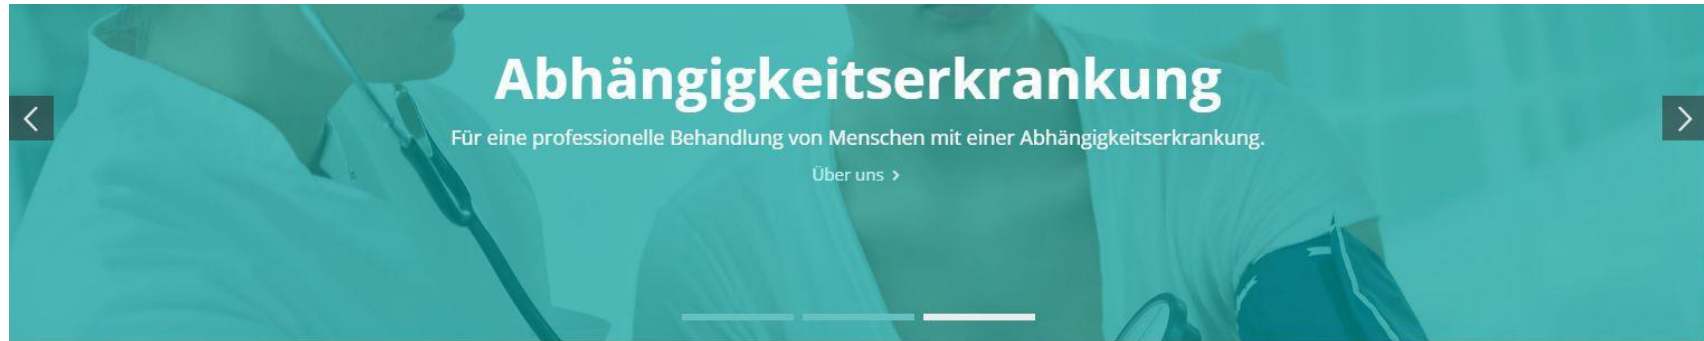 Abhängigkeitserkrankung
Für eine professionelle Behandlung von Menschen mit einer Abhängigkeitserkrankung.
Über uns >